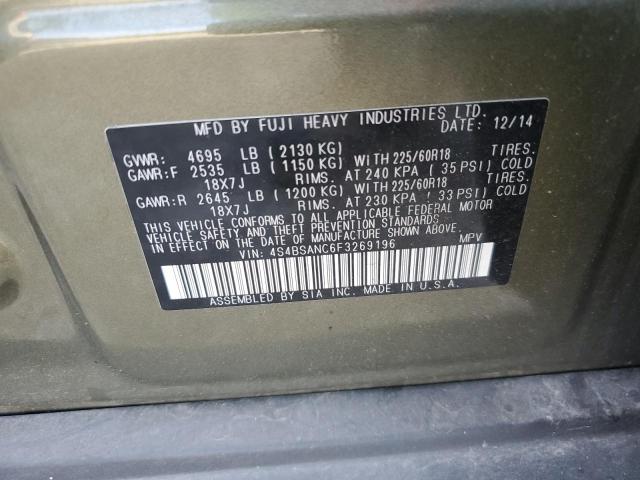 MFD BY FUJI HEAVY INDUSTRIES LTD.
DATE: 12/14
GVWR: 4695 LB (2130 KG)
GAWR:F 2535 LB (1150 KG) WITH 225/60R18 TIRES.
18X7J RIMS. AT 240 KPA (35 PSI) COLD
GAWR:R 2645 LB (1200 KG) WITH 225/60R18 TIRES.
18X7J RIMS. AT 230 KPA (33 PSI) COLD
THIS VEHICLE CONFORMS TO ALL APPLICABLE FEDERAL MOTOR
VEHICLE SAFETY AND THEFT PREVENTION STANDARDS IN EFFECT
ON THE DATE OF MANUFACTURE SHOWN ABOVE.
VIN: 4S4BSANC6F3269196 MPV
ASSEMBLED BY SIA INC. MADE IN U.S.A.